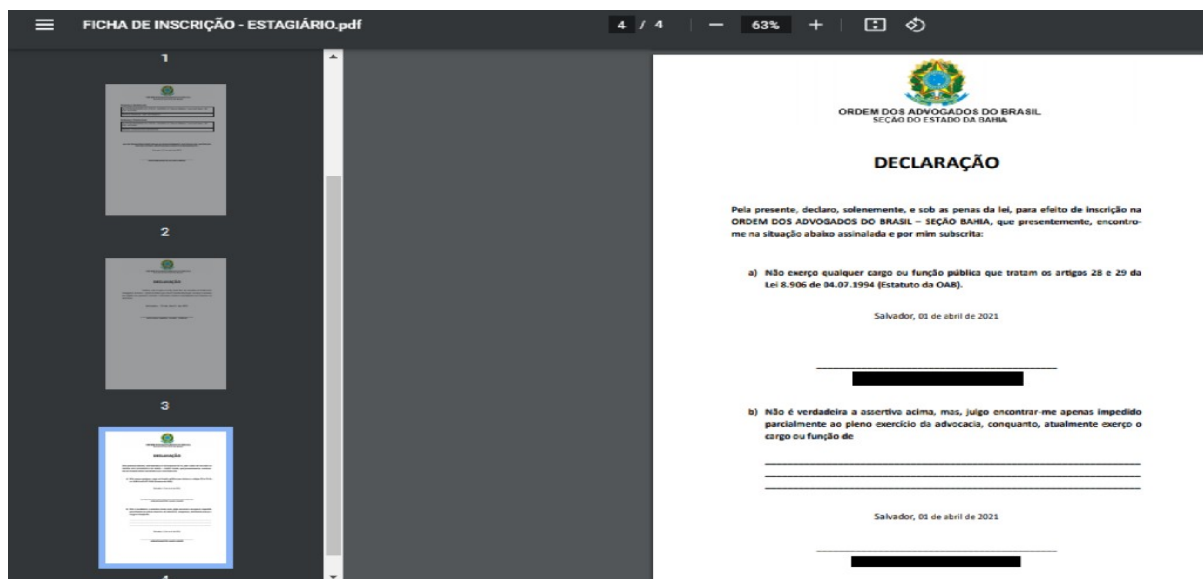 FICHA DE INSCRIÇÃO - ESTAGIÁRIO.pdf
4 / 4
63%
1
2
3
4
ORDEM DOS ADVOGADOS DO BRASIL
SEÇÃO DO ESTADO DA BAHIA
DECLARAÇÃO
Pela presente, declaro, solenemente, e sob as penas da lei, para efeito de inscrição na
ORDEM DOS ADVOGADOS DO BRASIL – SEÇÃO BAHIA, que presentemente, encontro-
me na situação abaixo assinalada e por mim subscrita:
a) Não exerço qualquer cargo ou função pública que tratam os artigos 28 e 29 da
Lei 8.906 de 04.07.1994 (Estatuto da OAB).
Salvador, 01 de abril de 2021
b) Não é verdadeira a assertiva acima, mas, julgo encontrar-me apenas impedido
parcialmente ao pleno exercício da advocacia, conquanto, atualmente exerço o
cargo ou função de
Salvador, 01 de abril de 2021